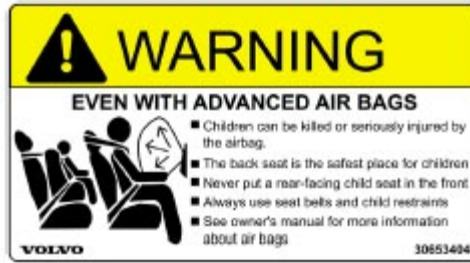 WARNING
EVEN WITH ADVANCED AIR BAGS
Children can be killed or seriously injured by
the airbag.
The back seat is the safest place for children
Never put a rear-facing child seat in the front
Always use seat belts and child restraints
See owner's manual for more information
about air bags
VOLVO 30653404